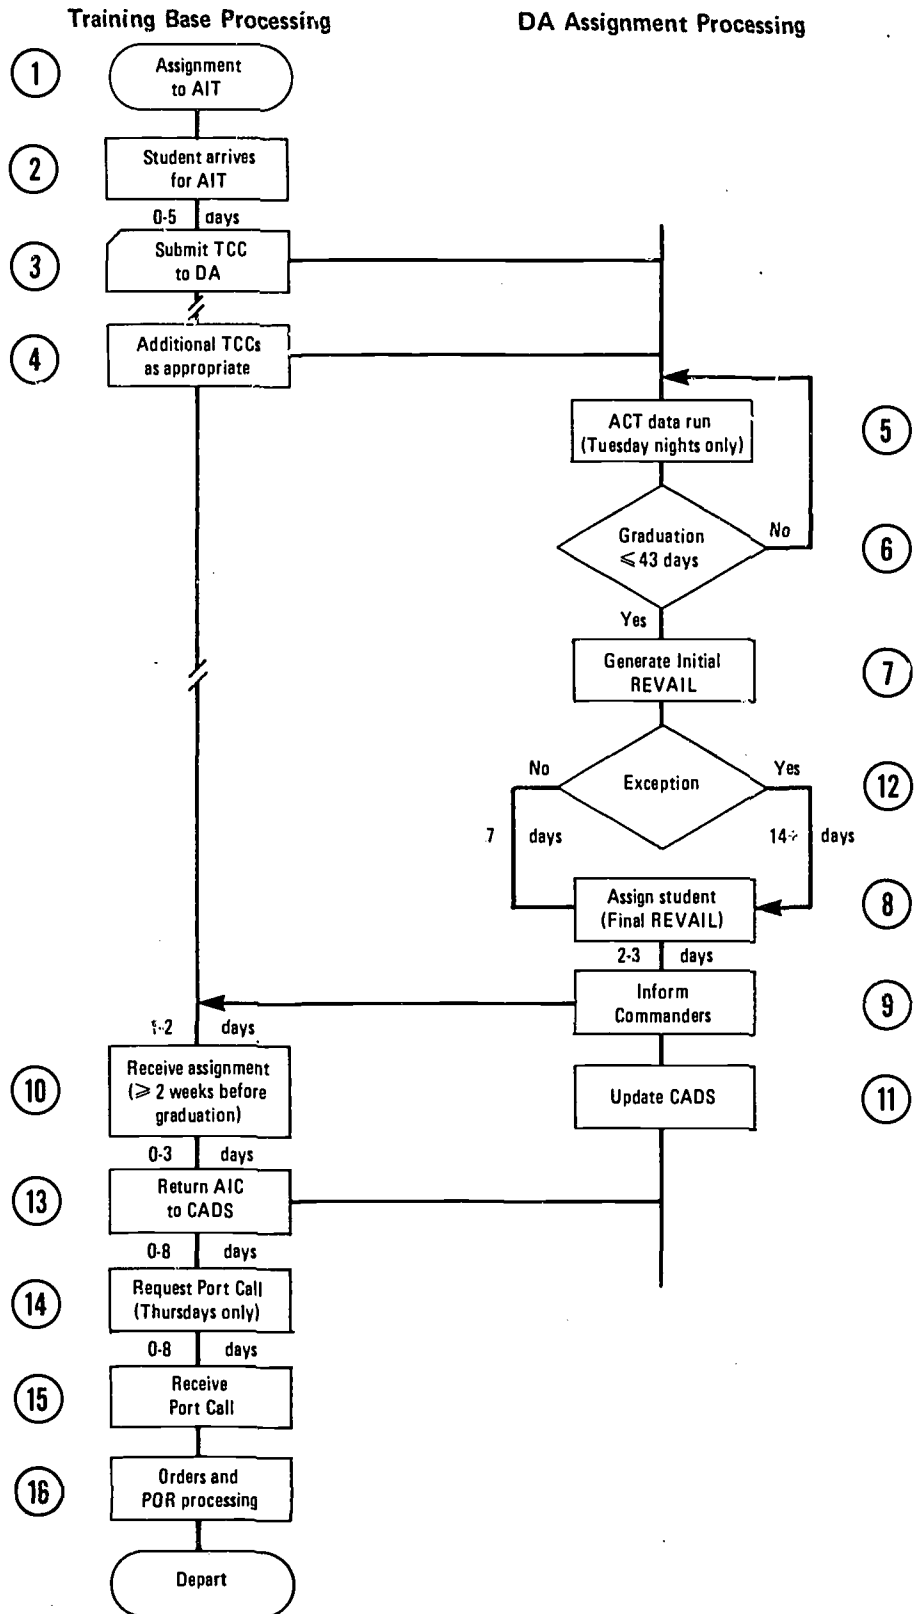 Training Base Processing
DA Assignment Processing
1
Assignment
to AIT
2
Student arrives
for AIT
0-5 days
3
Submit TCC
to DA
4
Additional TCCs
as appropriate
ACT data run
(Tuesday nights only)
5
Graduation
≤ 43 days
No
6
Yes
Generate Initial
REVAIL
7
No
Exception
Yes
12
7 days
14+ days
Assign student
(Final REVAIL)
8
2-3 days
Inform
Commanders
9
1-2 days
10
Receive assignment
(≥ 2 weeks before
graduation)
Update CADS
11
0-3 days
13
Return AIC
to CADS
0-8 days
14
Request Port Call
(Thursdays only)
0-8 days
15
Receive
Port Call
16
Orders and
POR processing
Depart